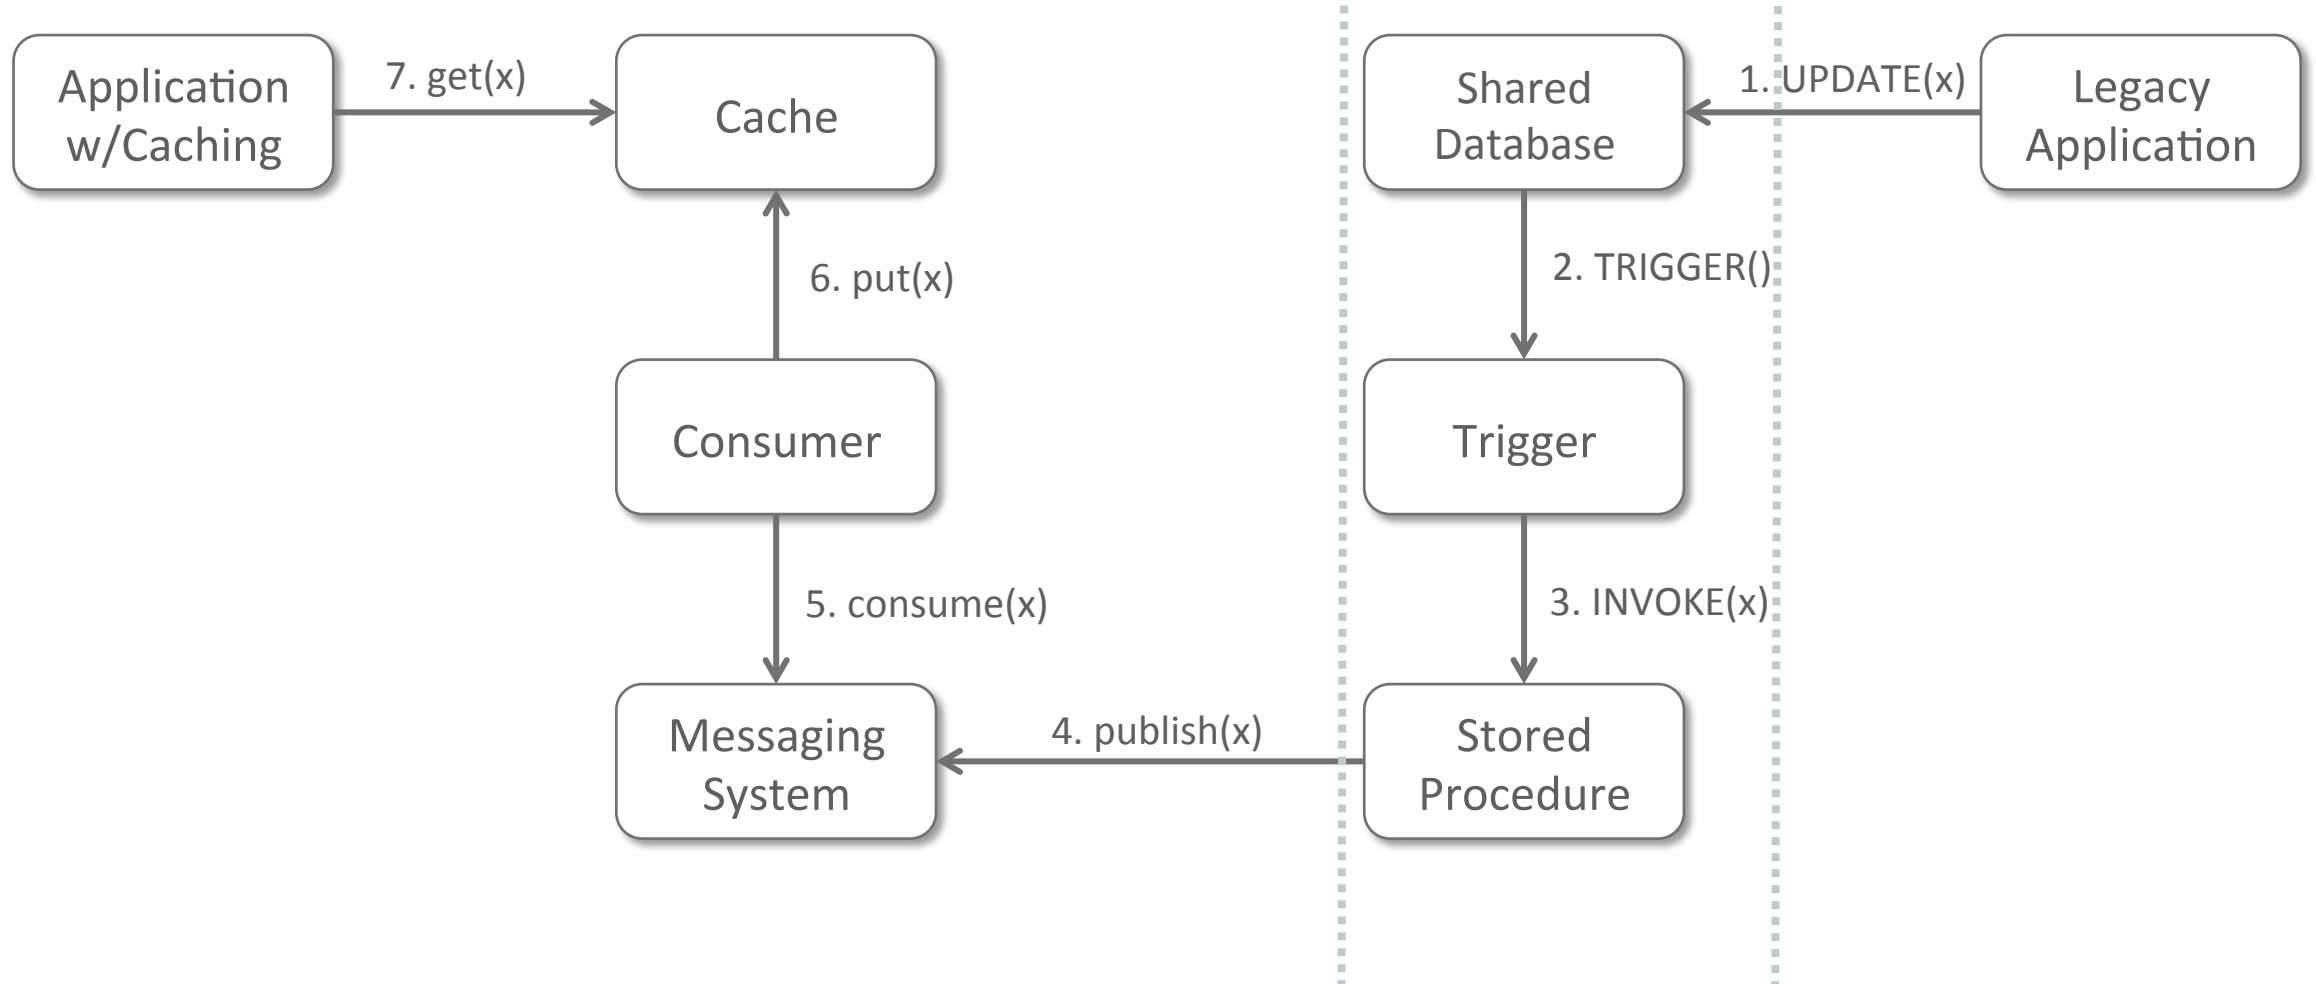 Application
w/Caching
7. get(x)
Cache
Shared
Database
1. UPDATE(x)
Legacy
Application
6. put(x)
2. TRIGGER()
Consumer
Trigger
5. consume(x)
3. INVOKE(x)
Messaging
System
4. publish(x)
Stored
Procedure